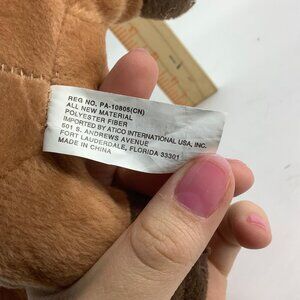 REG NO. PA-10805(CN)
ALL NEW MATERIAL
POLYESTER FIBER
IMPORTED BY ATICO INTERNATIONAL USA, INC.
501 S. ANDREWS AVENUE
FORT LAUDERDALE, FLORIDA 33301
MADE IN CHINA